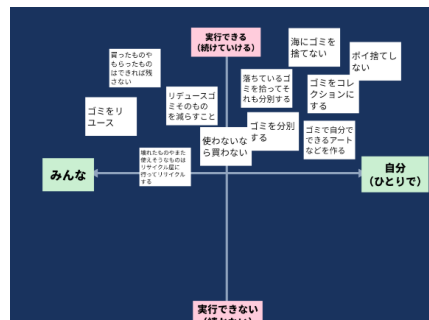 実行できる
(続けていける)
海にゴミを
捨てない
ポイ捨てし
ない
買ったものや
もらったもの
はできれば残
さない
落ちているゴ
ミを拾ってそ
れも分別する
ゴミをコレ
クションに
する
リデュースゴ
ミそのもの
を減らすこと
ゴミをリ
ユース
使わないな
ら買わない
ゴミを分別
する
ゴミで自分で
できるアート
などを作る
壊れたものやまた
使えそうなものは
リサイクル屋に
行ってリサイクル
する
みんな
自分
(ひとりで)
実行できない